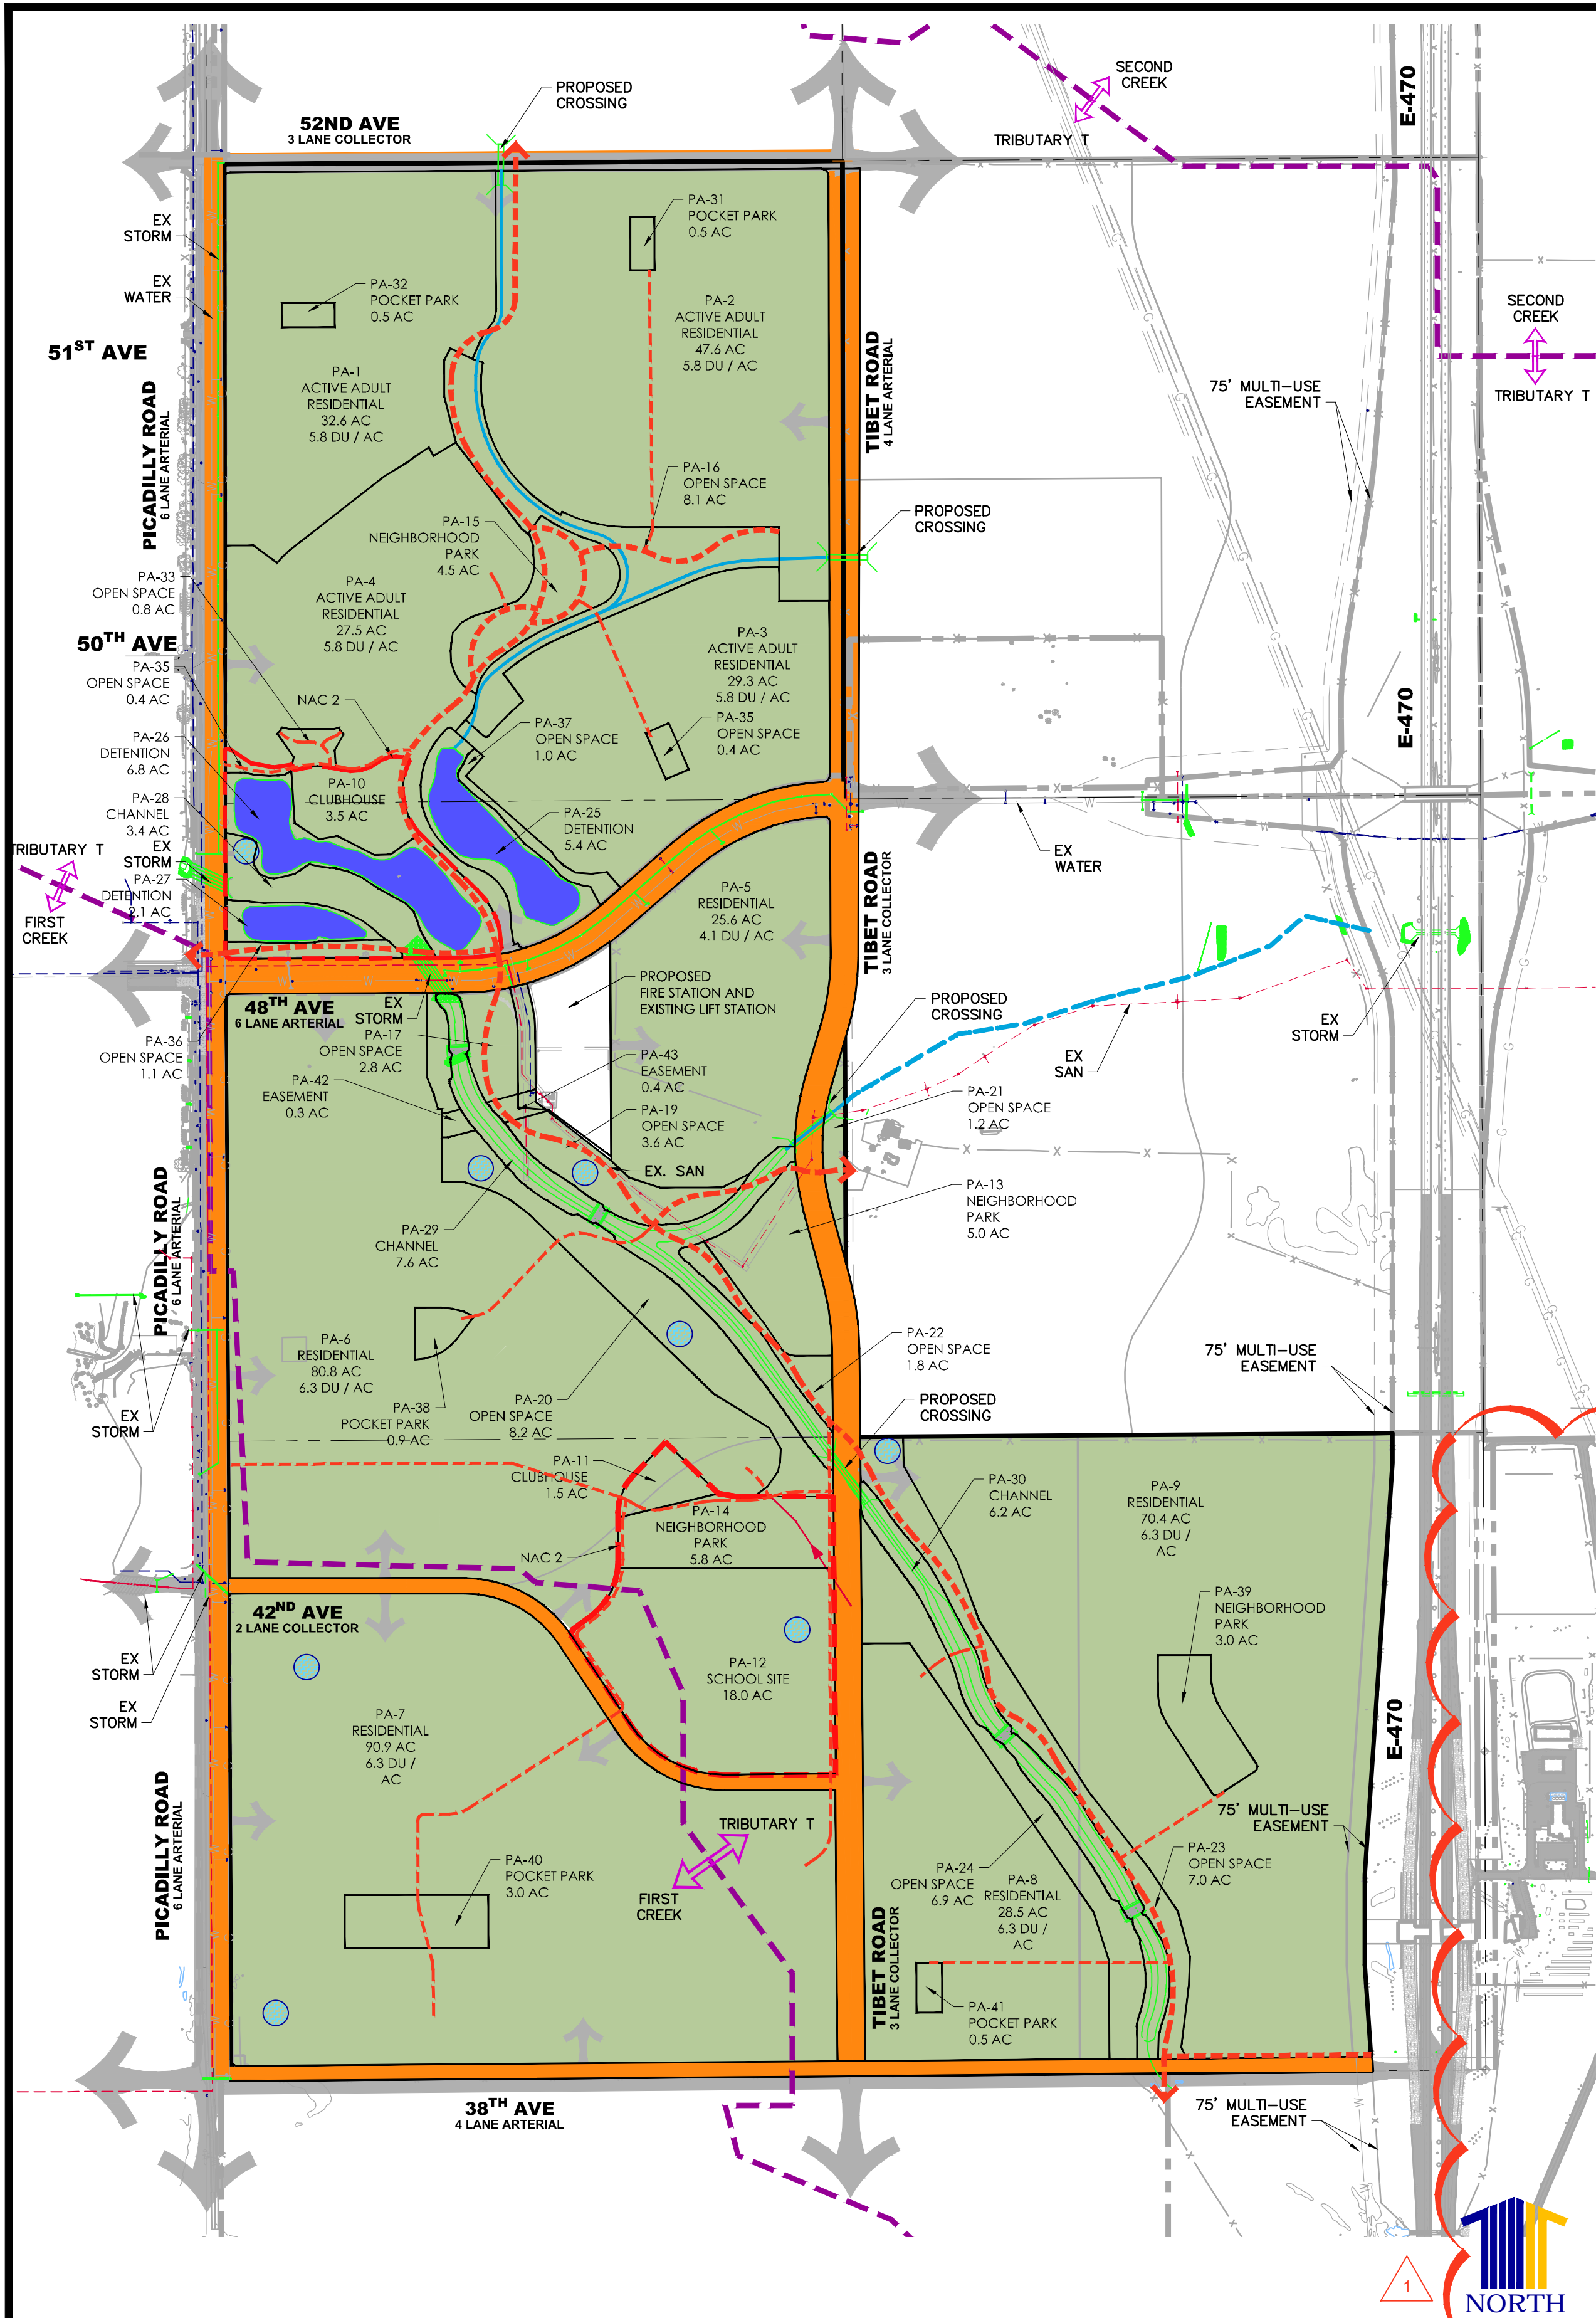 PROPOSED
CROSSING
SECOND
CREEK
TRIBUTARY T
E-470
52ND AVE
3 LANE COLLECTOR
EX
STORM
EX
WATER
51ST AVE
PICADILLY ROAD
6 LANE ARTERIAL
PA-31
POCKET PARK
0.5 AC
PA-32
POCKET PARK
0.5 AC
PA-2
ACTIVE ADULT
RESIDENTIAL
47.6 AC
5.8 DU / AC
PA-1
ACTIVE ADULT
RESIDENTIAL
32.6 AC
5.8 DU / AC
TIBET ROAD
4 LANE ARTERIAL
SECOND
CREEK
TRIBUTARY T
75' MULTI-USE
EASEMENT
PA-16
OPEN SPACE
8.1 AC
PA-15
NEIGHBORHOOD
PARK
4.5 AC
PROPOSED
CROSSING
PA-33
OPEN SPACE
0.8 AC
PA-4
ACTIVE ADULT
RESIDENTIAL
27.5 AC
5.8 DU / AC
50TH AVE
PA-35
OPEN SPACE
0.4 AC
NAC 2
PA-3
ACTIVE ADULT
RESIDENTIAL
29.3 AC
5.8 DU / AC
PA-35
OPEN SPACE
0.4 AC
PA-37
OPEN SPACE
1.0 AC
E-470
PA-26
DETENTION
6.8 AC
PA-10
CLUBHOUSE
3.5 AC
PA-28
CHANNEL
3.4 AC
PA-25
DETENTION
5.4 AC
TRIBUTARY T
EX
STORM
PA-27
DETENTION
2.1 AC
FIRST
CREEK
EX
WATER
PA-5
RESIDENTIAL
25.6 AC
4.1 DU / AC
TIBET ROAD
3 LANE COLLECTOR
PROPOSED
FIRE STATION AND
EXISTING LIFT STATION
48TH AVE
6 LANE ARTERIAL
EX
STORM
PA-17
OPEN SPACE
2.8 AC
PROPOSED
CROSSING
EX
STORM
PA-36
OPEN SPACE
1.1 AC
PA-42
EASEMENT
0.3 AC
PA-43
EASEMENT
0.4 AC
EX
SAN
PA-19
OPEN SPACE
3.6 AC
PA-21
OPEN SPACE
1.2 AC
EX. SAN
PA-13
NEIGHBORHOOD
PARK
5.0 AC
PICADILLY ROAD
6 LANE ARTERIAL
PA-29
CHANNEL
7.6 AC
PA-6
RESIDENTIAL
80.8 AC
6.3 DU / AC
PA-22
OPEN SPACE
1.8 AC
75' MULTI-USE
EASEMENT
PA-38
POCKET PARK
0.9 AC
PA-20
OPEN SPACE
8.2 AC
PROPOSED
CROSSING
EX
STORM
PA-11
CLUBHOUSE
1.5 AC
PA-30
CHANNEL
6.2 AC
PA-9
RESIDENTIAL
70.4 AC
6.3 DU /
AC
PA-14
NEIGHBORHOOD
PARK
5.8 AC
NAC 2
42ND AVE
2 LANE COLLECTOR
PA-39
NEIGHBORHOOD
PARK
3.0 AC
EX
STORM
EX
STORM
PA-12
SCHOOL SITE
18.0 AC
PA-7
RESIDENTIAL
90.9 AC
6.3 DU /
AC
E-470
PICADILLY ROAD
6 LANE ARTERIAL
75' MULTI-USE
EASEMENT
TRIBUTARY T
FIRST
CREEK
PA-40
POCKET PARK
3.0 AC
PA-23
OPEN SPACE
7.0 AC
PA-24
OPEN SPACE
6.9 AC
PA-8
RESIDENTIAL
28.5 AC
6.3 DU /
AC
TIBET ROAD
3 LANE COLLECTOR
PA-41
POCKET PARK
0.5 AC
38TH AVE
4 LANE ARTERIAL
75' MULTI-USE
EASEMENT
1
NORTH